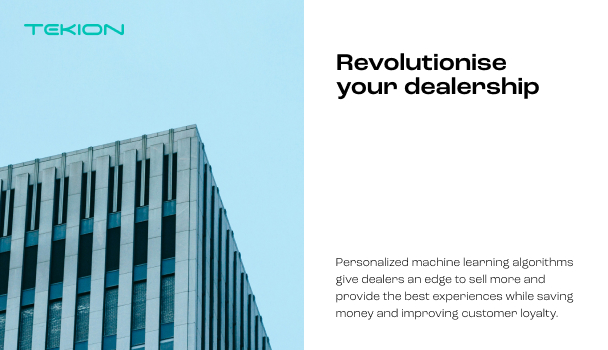 TEKION
Revolutionise
your dealership
Personalized machine learning algorithms
give dealers an edge to sell more and
provide the best experiences while saving
money and improving customer loyalty.